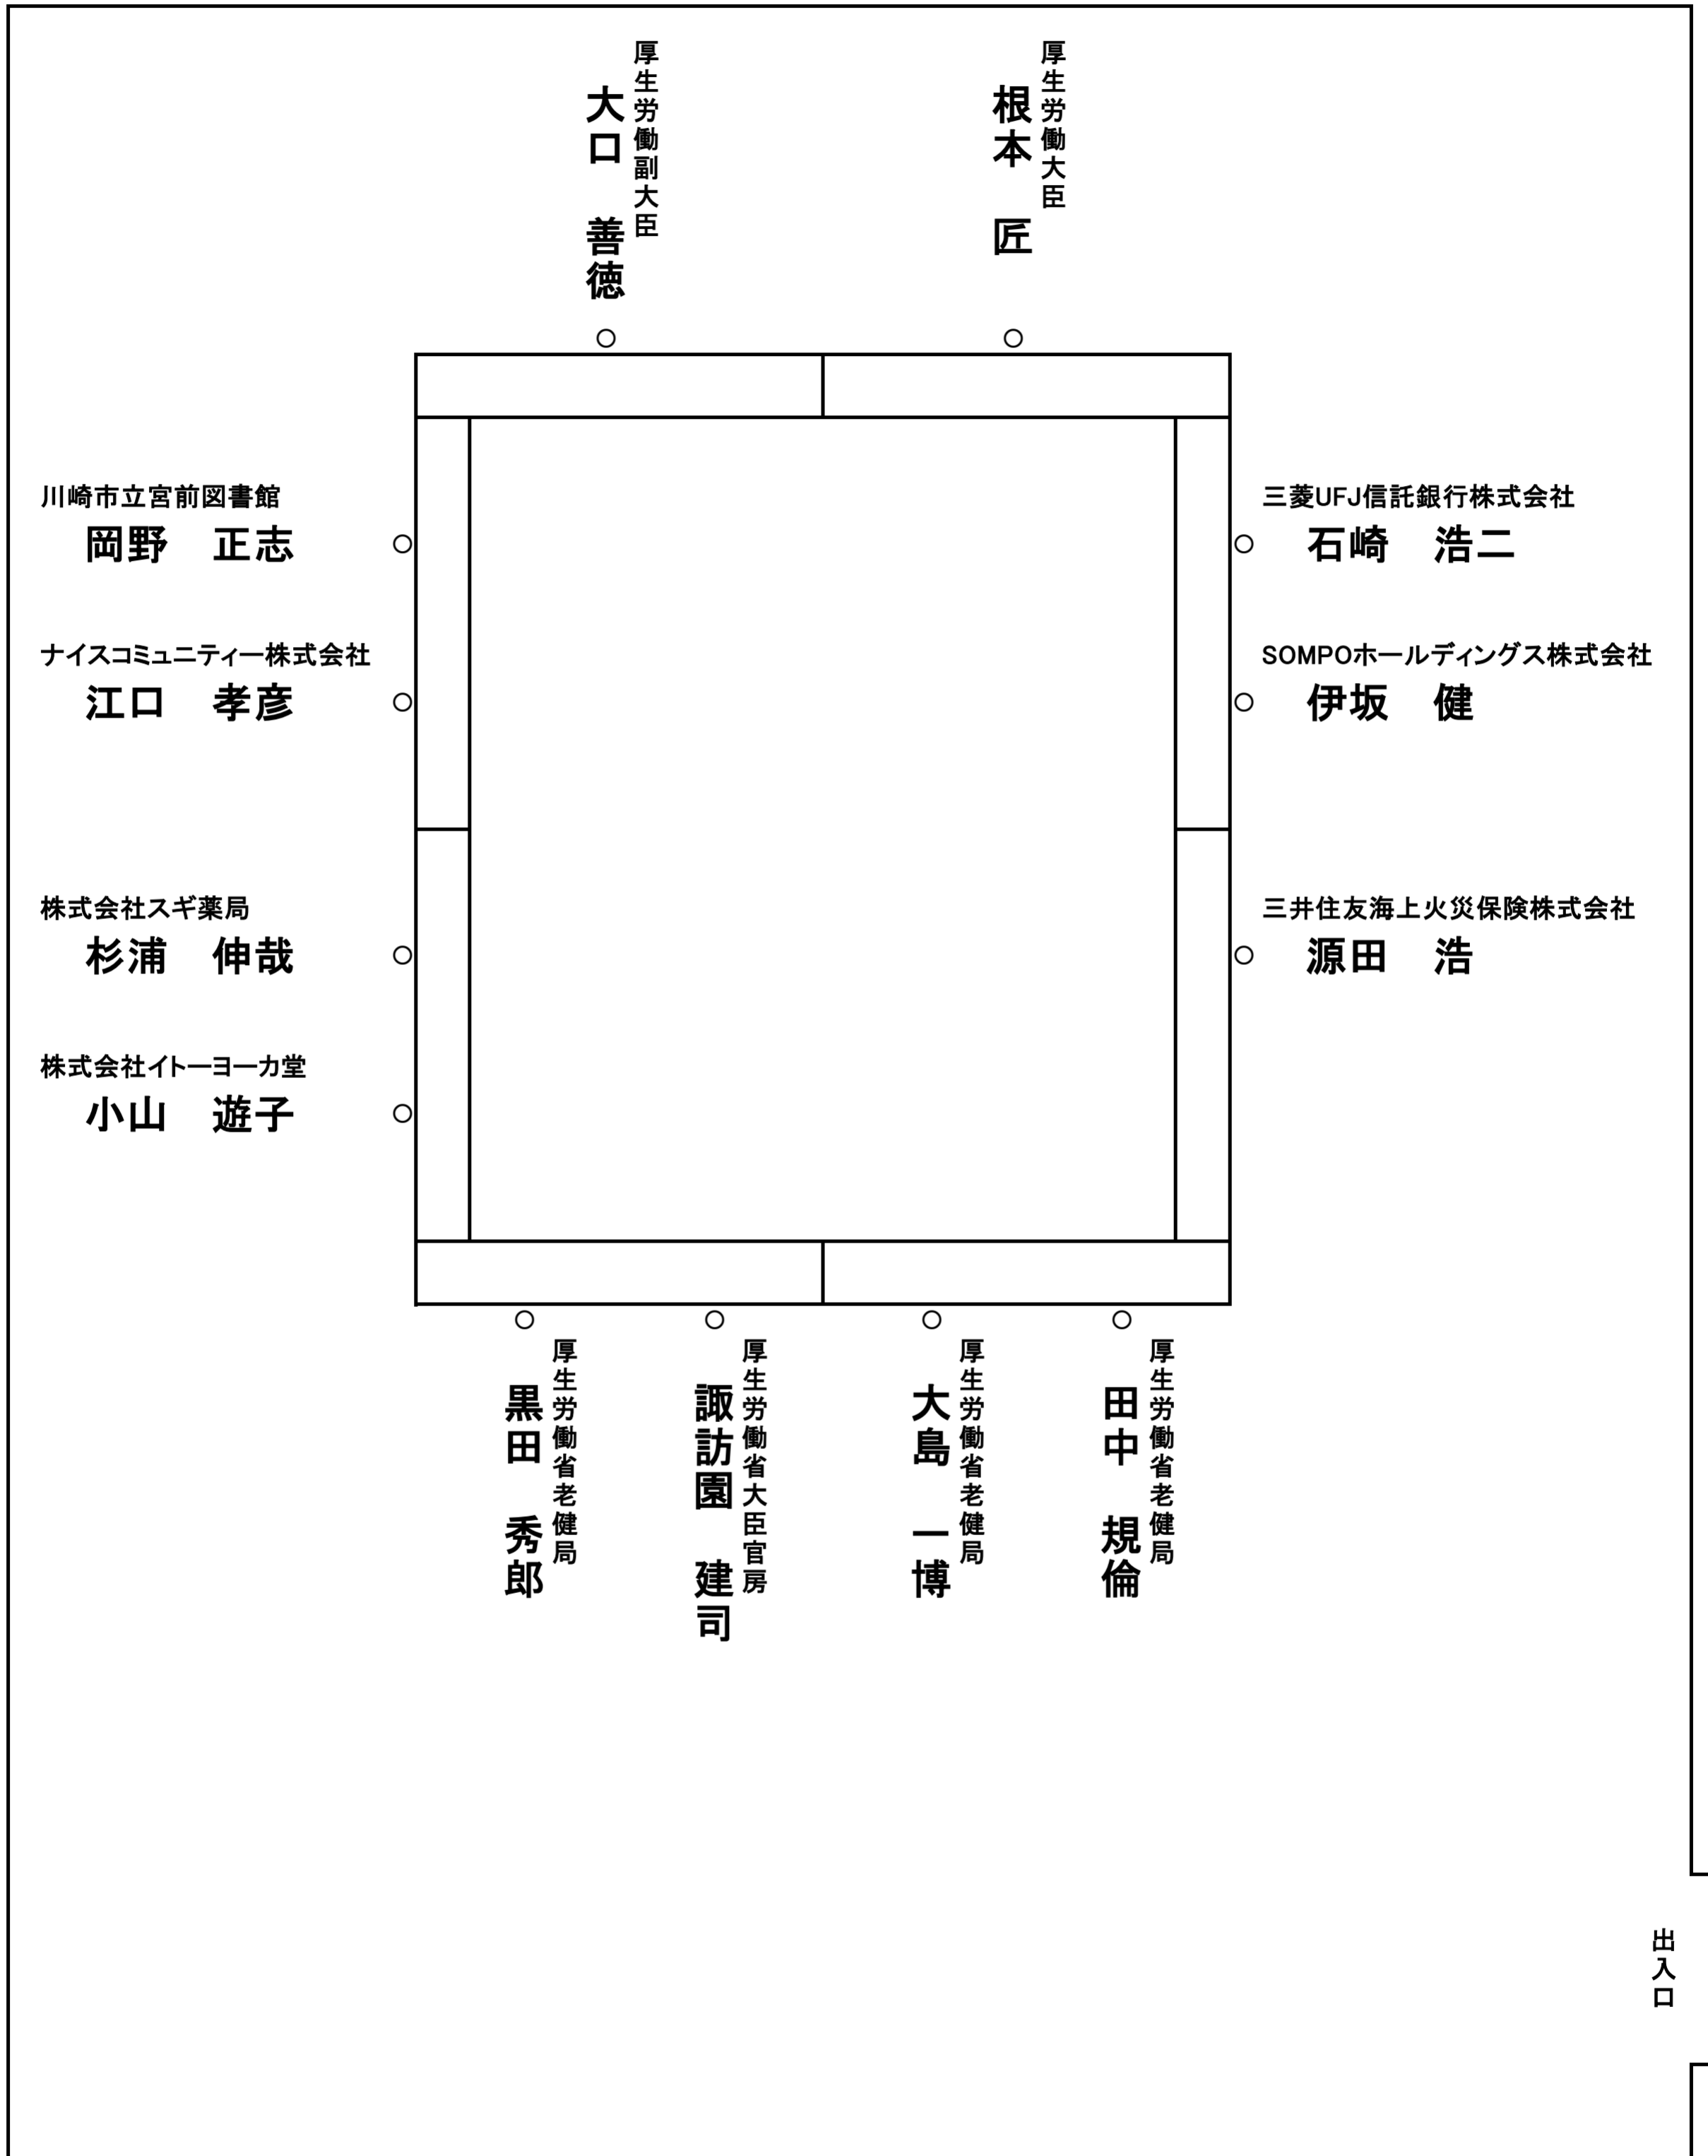 厚生労働大臣
根本　匠
厚生労働副大臣
大口　善徳
川崎市立宮前図書館
岡野　正志
ナイスコミュニティー株式会社
江口　孝彦
株式会社スギ薬局
杉浦　伸哉
株式会社イトーヨーカ堂
小山　遊子
三菱UFJ信託銀行株式会社
石崎　浩二
SOMPOホールディングス株式会社
伊坂　健
三井住友海上火災保険株式会社
源田　浩
厚生労働省老健局
田中　規倫
厚生労働省老健局
大島　一博
厚生労働省大臣官房
諏訪園　建司
厚生労働省老健局
黒田　秀郎
出入口